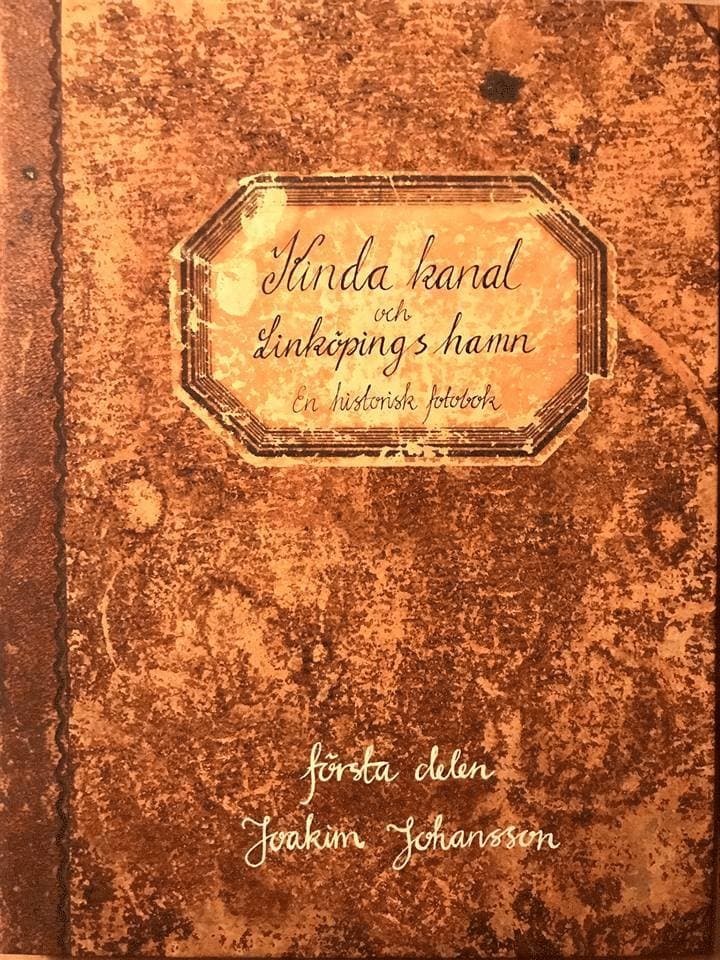 Kinda kanal
och
Linköpings hamn
En historisk fotobok
första delen
Joakim Johansson